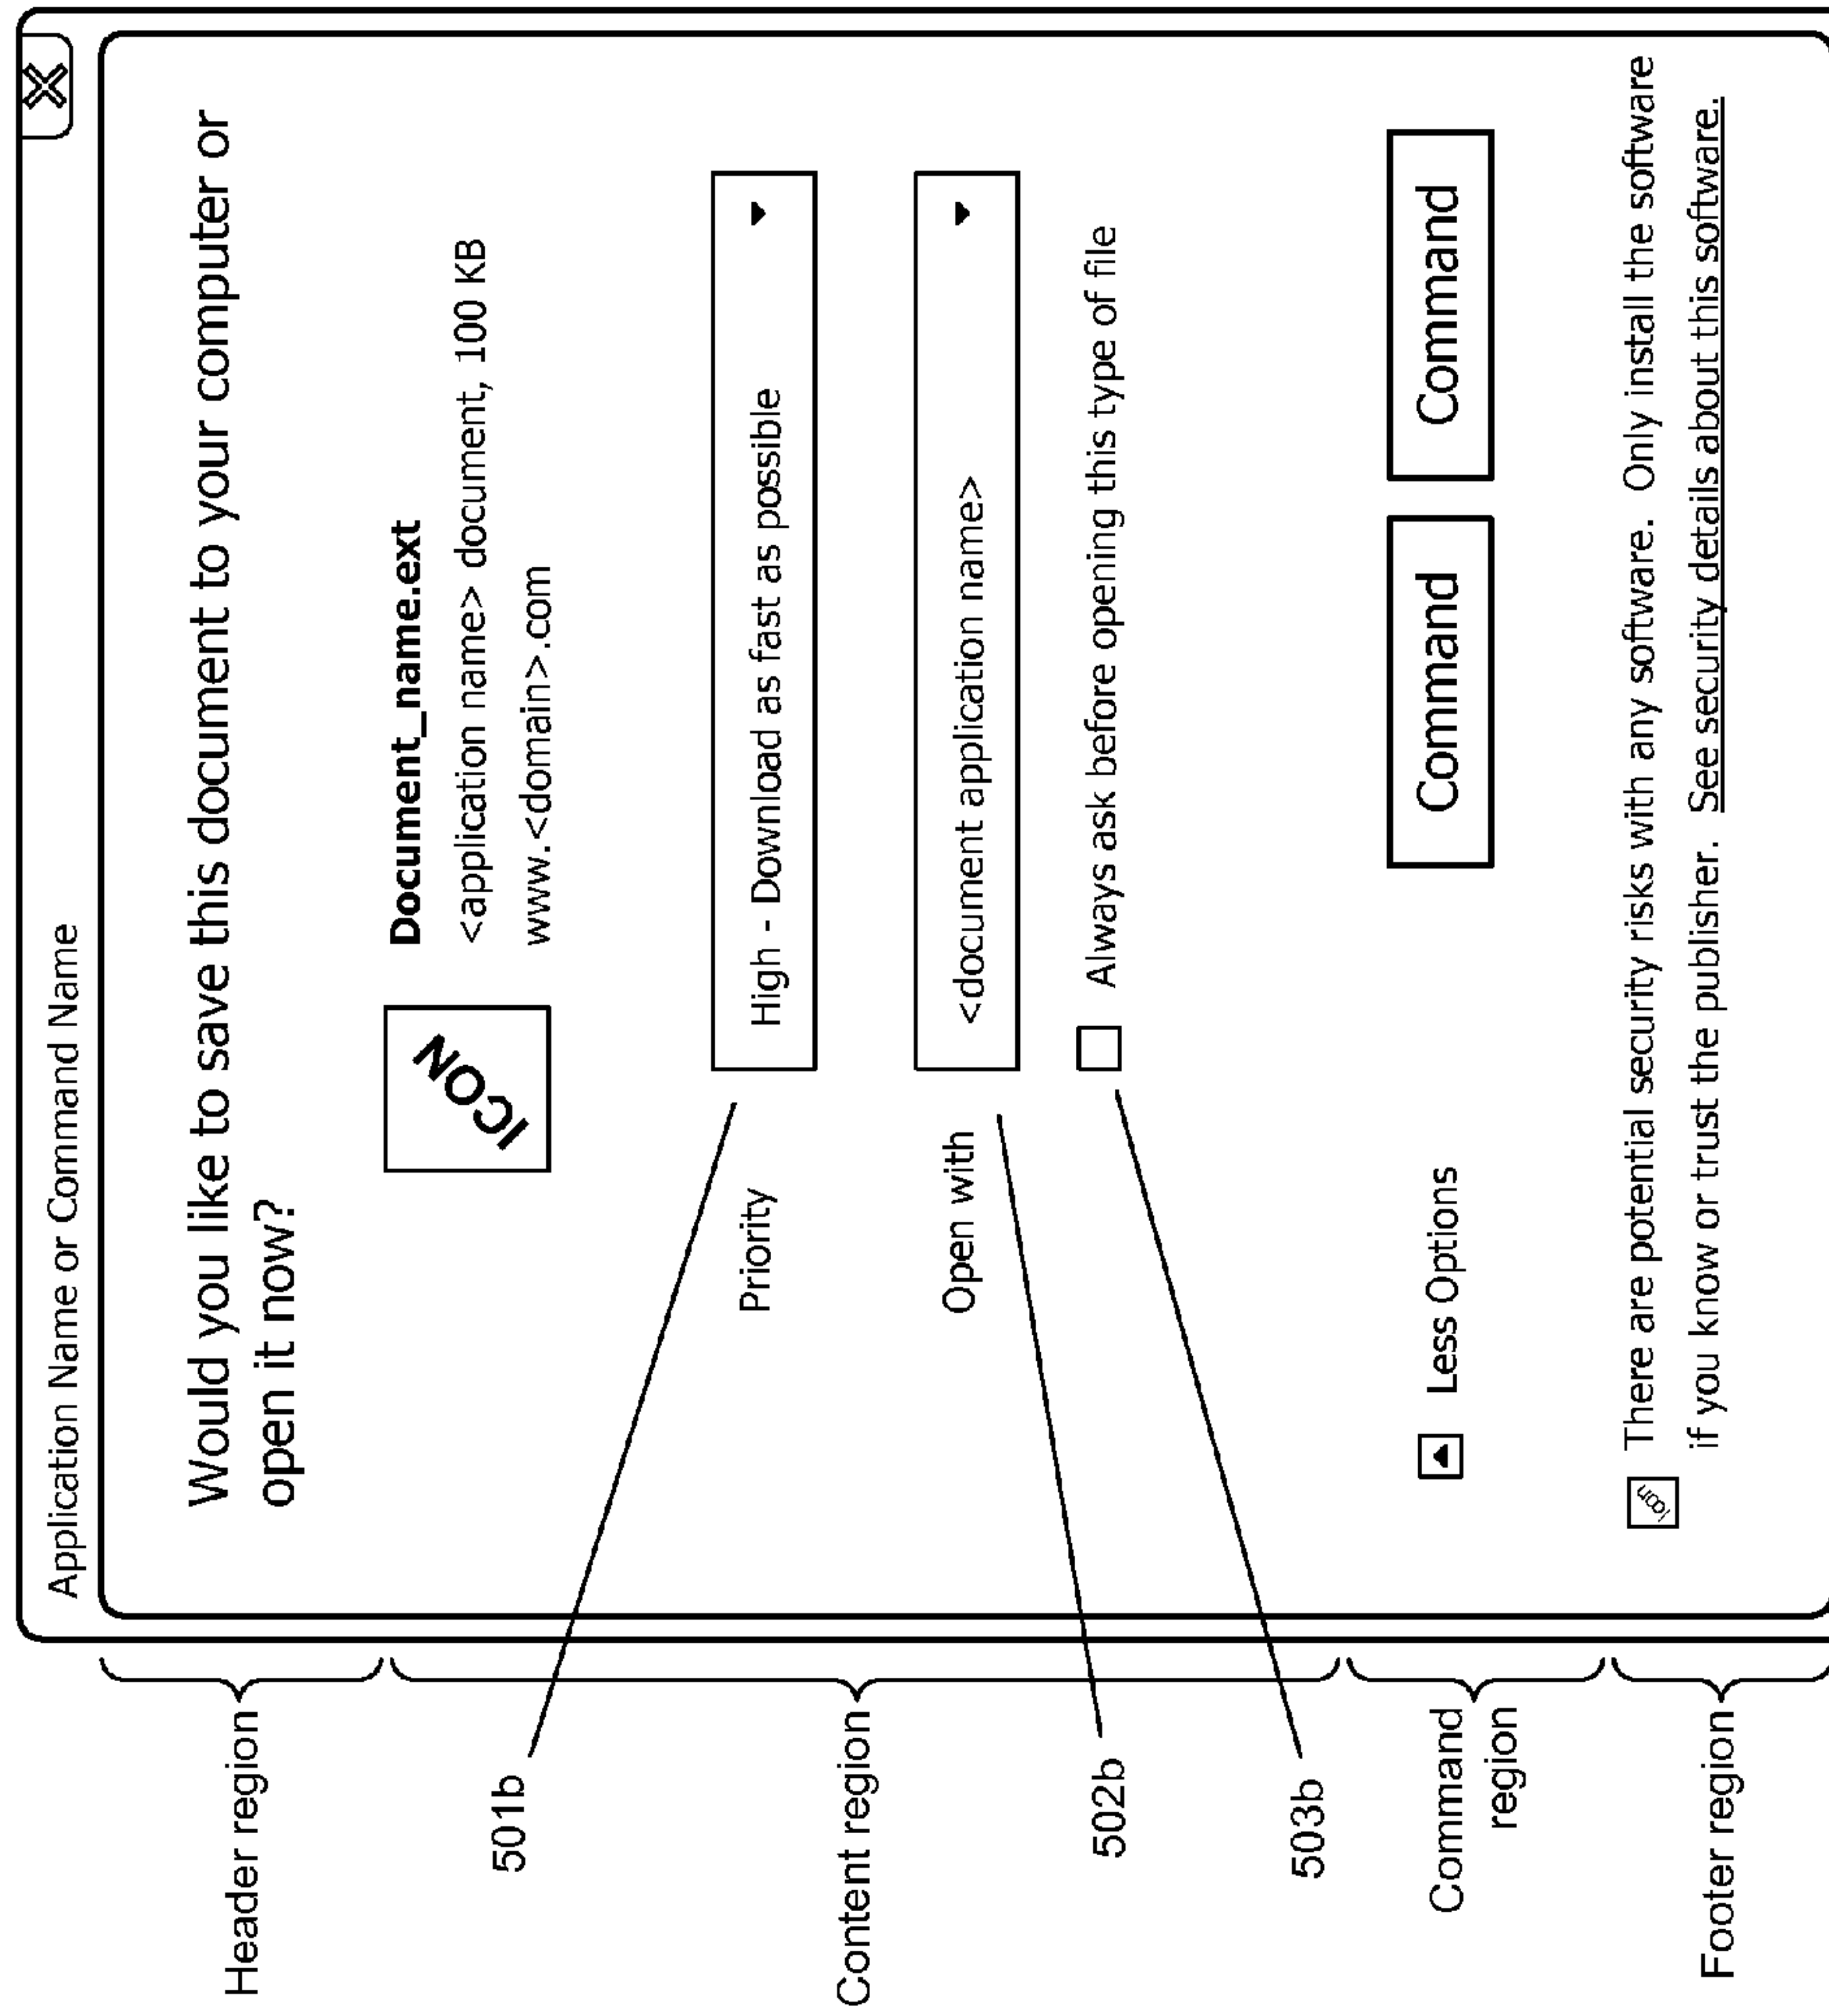 Application Name or Command Name
Header region
Would you like to save this document to your computer or
open it now?
ICON
Document_name.ext
<application name> document, 100 KB
www.<domain>.com
501b
Content region
Priority
High - Download as fast as possible
Open with
<document application name>
502b
Always ask before opening this type of file
503b
Command
region
Less Options
Command
Command
Footer region
Icon
There are potential security risks with any software. Only install the software
if you know or trust the publisher. See security details about this software.